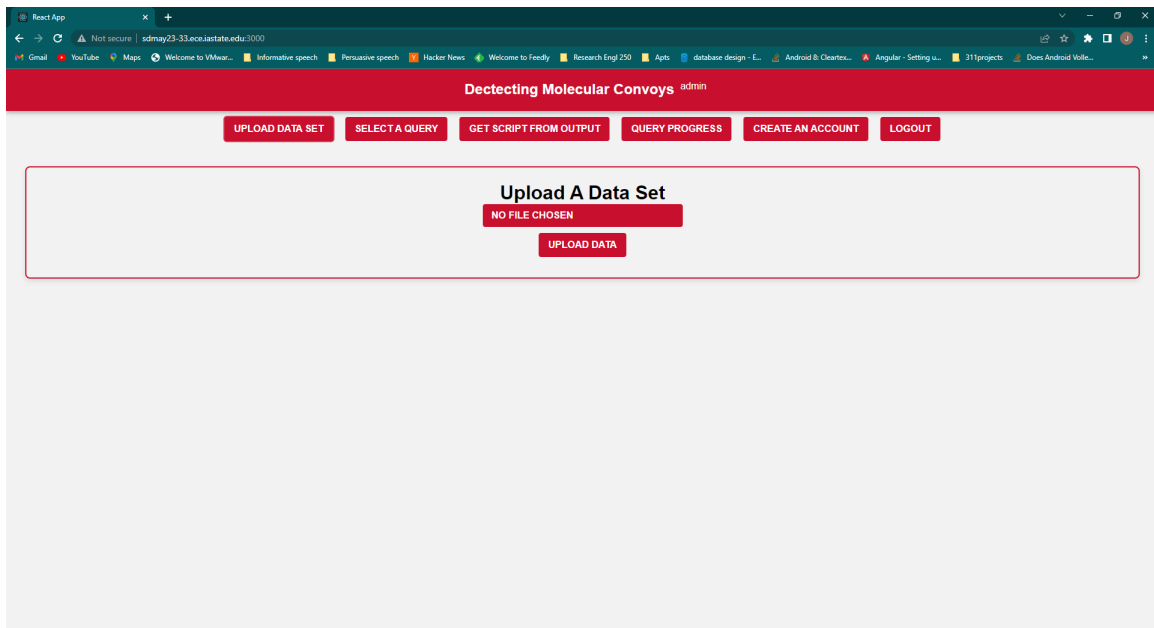 React App
Not secure sdmay23-33.ece.iastate.edu:3000
Gmail YouTube Maps Welcome to VMwar... Informative speech Persuasive speech Hacker News Welcome to Feedly Research Engl 250 Apts database design - E... Android & Cleartex... Angular - Setting u... 311projects Does Android Volle... »
Dectecting Molecular Convoys admin
UPLOAD DATA SET SELECT A QUERY GET SCRIPT FROM OUTPUT QUERY PROGRESS CREATE AN ACCOUNT LOGOUT
Upload A Data Set
NO FILE CHOSEN
UPLOAD DATA